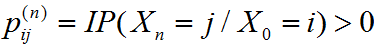 p_{ij}^{(n)} = IP(X_n = j / X_0 = i) > 0